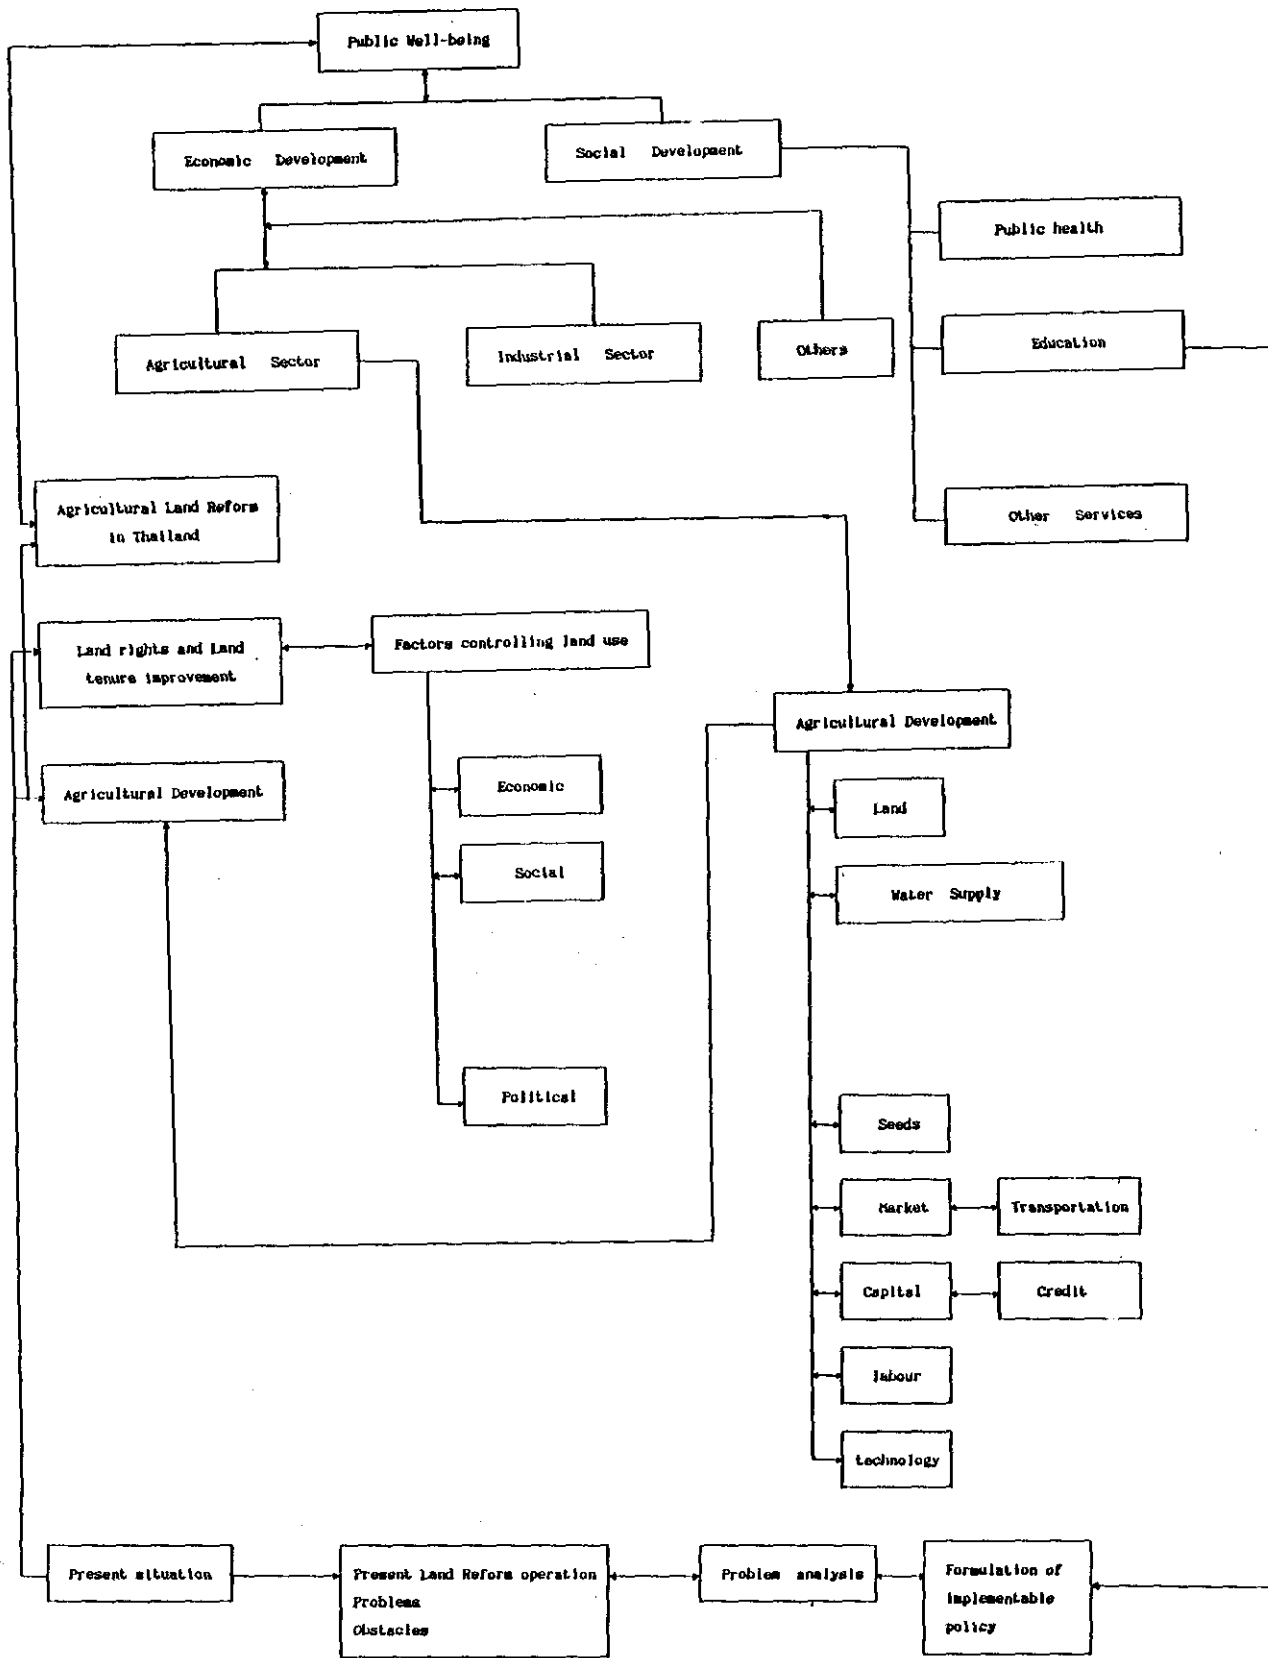 Public Well-being
Economic Development
Social Development
Public health
Agricultural Sector
Industrial Sector
Others
Education
Agricultural Land Reform
in Thailand
Other Services
Land rights and Land
tenure improvement
Factors controlling land use
Agricultural Development
Agricultural Development
Economic
Land
Social
Water Supply
Political
Seeds
Market
Transportation
Capital
Credit
labour
technology
Present situation
Present Land Reform operation
Problems
Obstacles
Problem analysis
Formulation of
implementable
policy